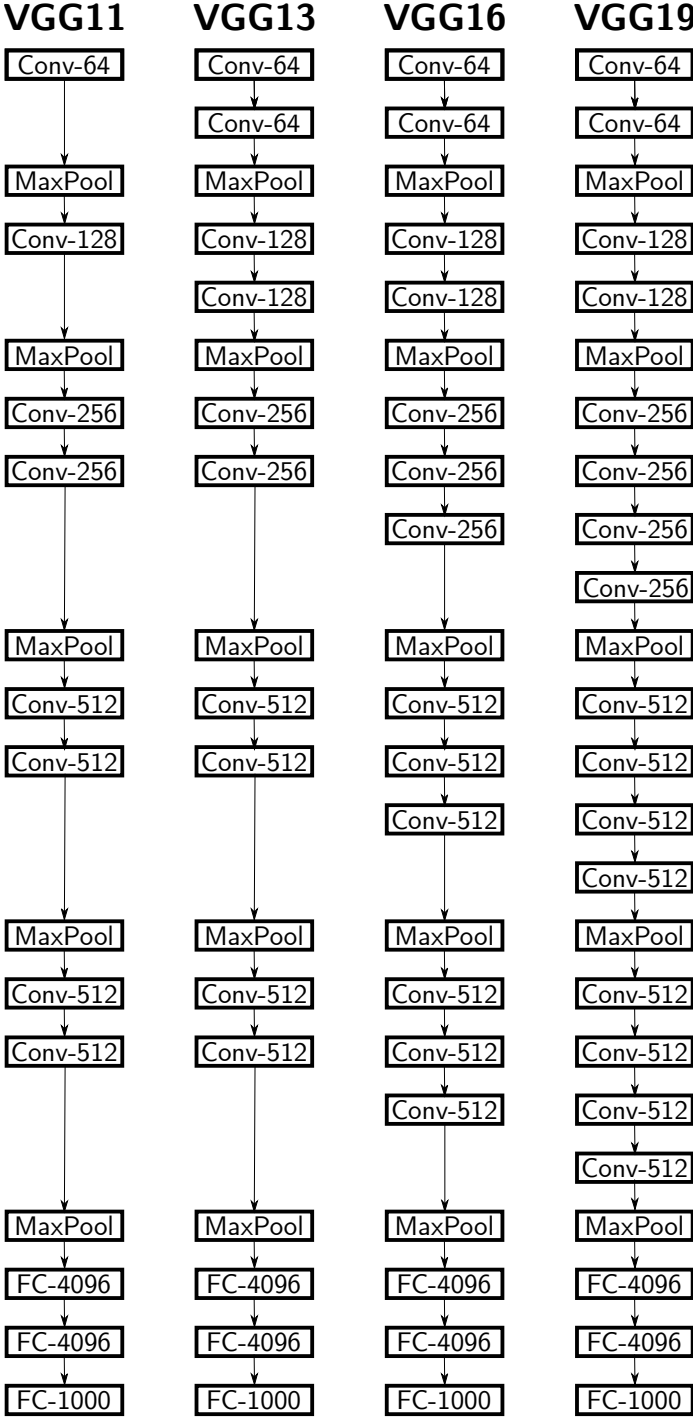 VGG11 VGG13 VGG16 VGG19
Conv-64 Conv-64 Conv-64 Conv-64
Conv-64 Conv-64 Conv-64
MaxPool MaxPool MaxPool MaxPool
Conv-128 Conv-128 Conv-128 Conv-128
Conv-128 Conv-128 Conv-128
MaxPool MaxPool MaxPool MaxPool
Conv-256 Conv-256 Conv-256 Conv-256
Conv-256 Conv-256 Conv-256 Conv-256
Conv-256 Conv-256
Conv-256
MaxPool MaxPool MaxPool MaxPool
Conv-512 Conv-512 Conv-512 Conv-512
Conv-512 Conv-512 Conv-512 Conv-512
Conv-512 Conv-512
Conv-512
MaxPool MaxPool MaxPool MaxPool
Conv-512 Conv-512 Conv-512 Conv-512
Conv-512 Conv-512 Conv-512 Conv-512
Conv-512 Conv-512
Conv-512
MaxPool MaxPool MaxPool MaxPool
FC-4096 FC-4096 FC-4096 FC-4096
FC-4096 FC-4096 FC-4096 FC-4096
FC-1000 FC-1000 FC-1000 FC-1000